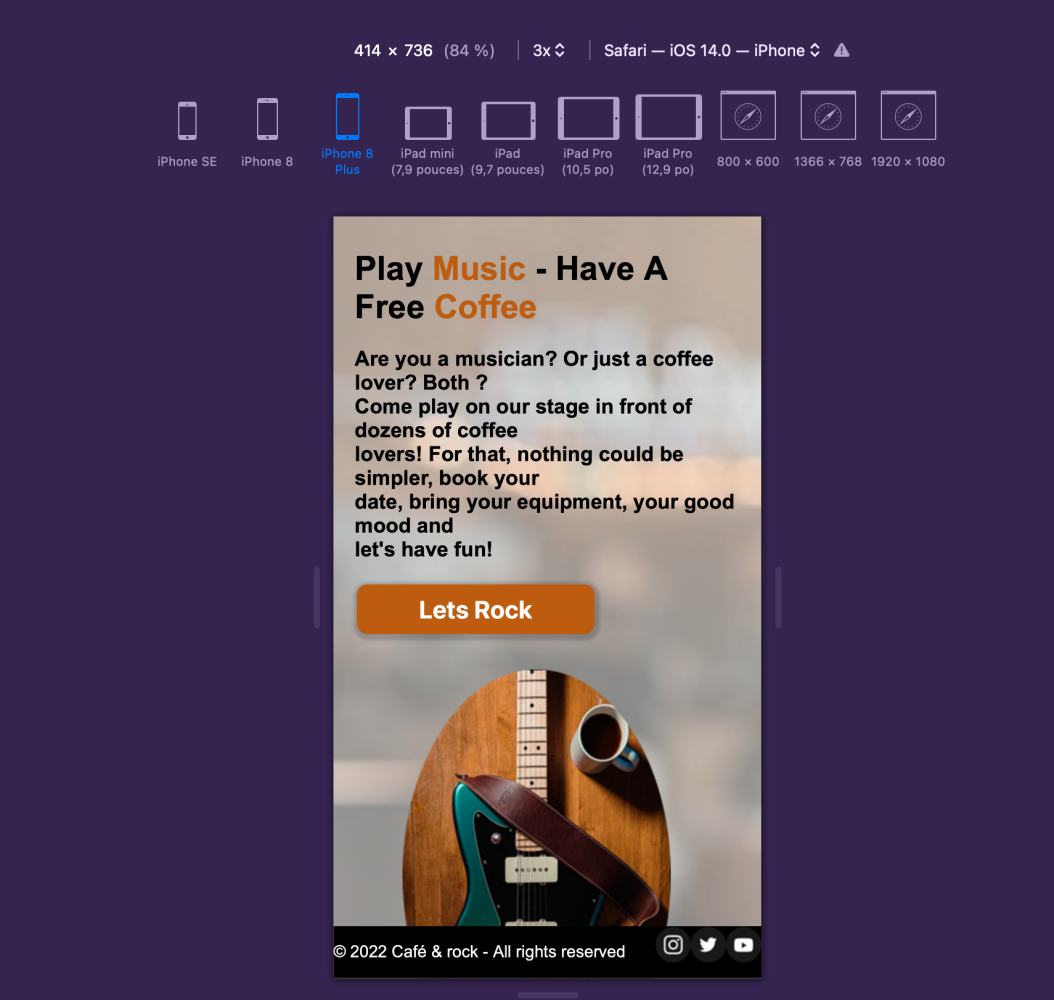 414 × 736 (84 %) 3x Safari — iOS 14.0 — iPhone
iPhone SE
iPhone 8
iPhone 8
Plus
iPad mini
(7,9 pouces)
iPad
(9,7 pouces)
iPad Pro
(10,5 po)
iPad Pro
(12,9 po)
800 × 600
1366 × 768
1920 × 1080
Play Music - Have A
Free Coffee
Are you a musician? Or just a coffee
lover? Both ?
Come play on our stage in front of
dozens of coffee
lovers! For that, nothing could be
simpler, book your
date, bring your equipment, your good
mood and
let's have fun!
Lets Rock
© 2022 Café & rock - All rights reserved